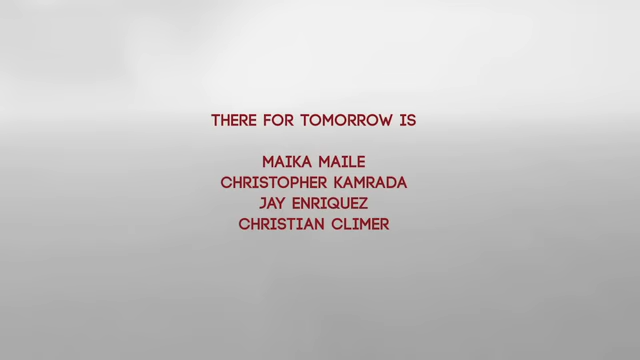 THERE FOR TOMORROW IS
MAIKA MAILE
CHRISTOPHER KAMRADA
JAY ENRIQUEZ
CHRISTIAN CLIMER